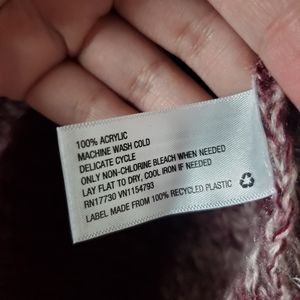 100% ACRYLIC
MACHINE WASH COLD
DELICATE CYCLE
ONLY NON-CHLORINE BLEACH WHEN NEEDED
LAY FLAT TO DRY, COOL IRON IF NEEDED
RN17730 VN1154793
LABEL MADE FROM 100% RECYCLED PLASTIC